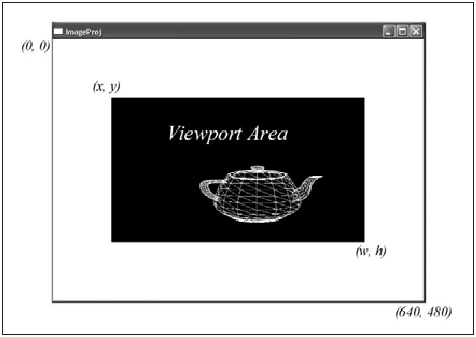 ImageProj
(0, 0)
(x, y)
Viewport Area
(w, h)
(640, 480)